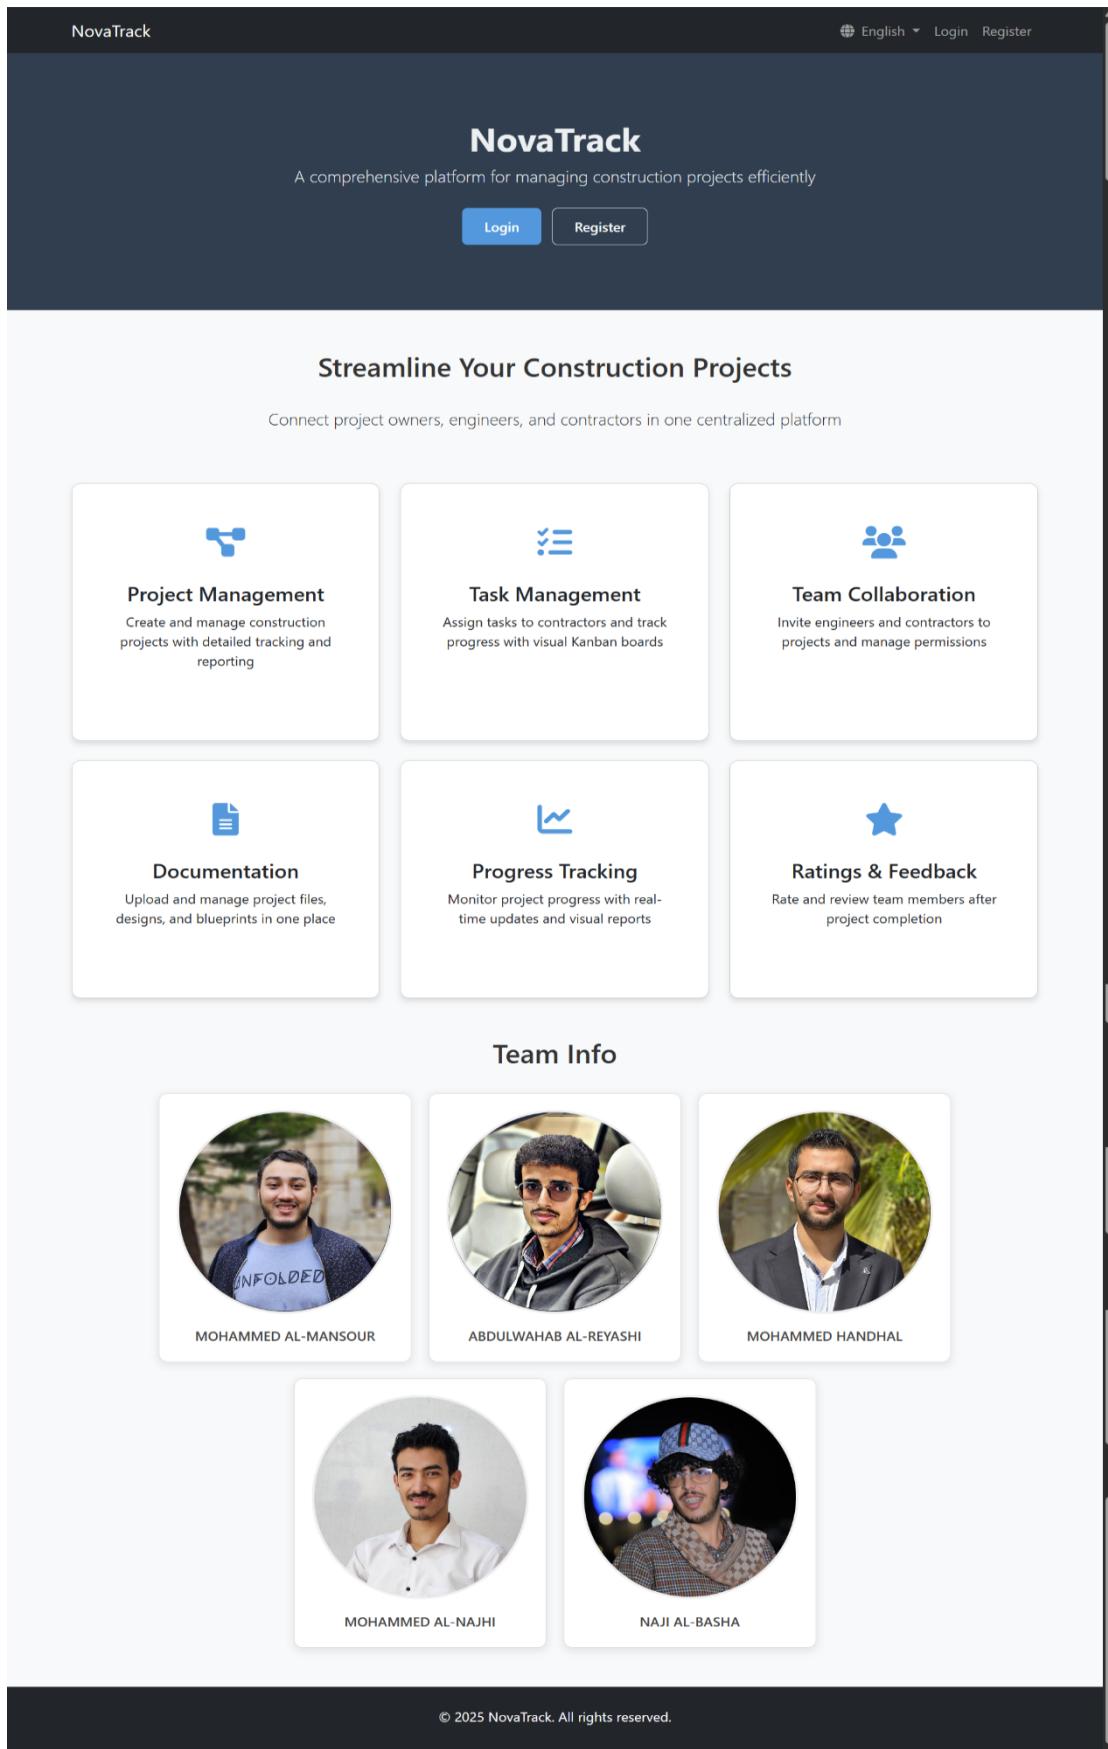 NovaTrack
English
Login
Register
NovaTrack
A comprehensive platform for managing construction projects efficiently
Login
Register
Streamline Your Construction Projects
Connect project owners, engineers, and contractors in one centralized platform
Project Management
Create and manage construction
projects with detailed tracking and
reporting
Task Management
Assign tasks to contractors and track
progress with visual Kanban boards
Team Collaboration
Invite engineers and contractors to
projects and manage permissions
Documentation
Upload and manage project files,
designs, and blueprints in one place
Progress Tracking
Monitor project progress with real-
time updates and visual reports
Ratings & Feedback
Rate and review team members after
project completion
Team Info
UNFOLDED
MOHAMMED AL-MANSOUR
ABDULWAHAB AL-REYASHI
MOHAMMED HANDHAL
MOHAMMED AL-NAJHI
NAJI AL-BASHA
© 2025 NovaTrack. All rights reserved.